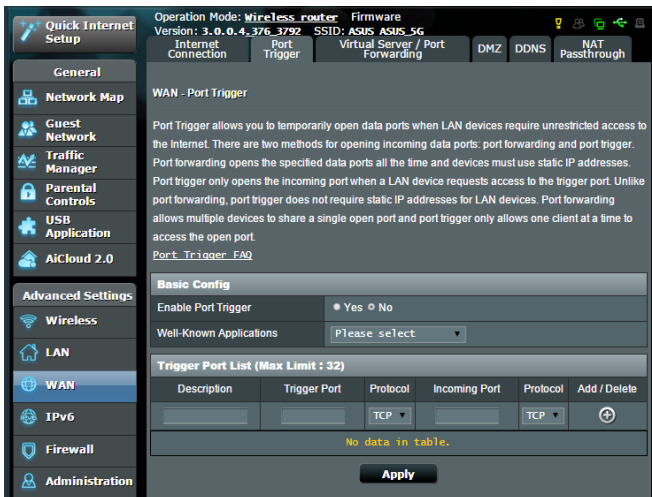 Quick Internet
Setup
General
Network Map
Guest
Network
Traffic
Manager
Parental
Controls
USB
Application
AiCloud 2.0
Advanced Settings
Wireless
LAN
WAN
IPv6
Firewall
Administration
Operation Mode: Wireless router Firmware
Version: 3.0.0.4_376_3792 SSID: ASUS ASUS_5G
Internet
Connection
Port
Trigger
Virtual Server / Port
Forwarding
DMZ
DDNS
NAT
Passthrough
WAN - Port Trigger
Port Trigger allows you to temporarily open data ports when LAN devices require unrestricted access to
the Internet. There are two methods for opening incoming data ports: port forwarding and port trigger.
Port forwarding opens the specified data ports all the time and devices must use static IP addresses.
Port trigger only opens the incoming port when a LAN device requests access to the trigger port. Unlike
port forwarding, port trigger does not require static IP addresses for LAN devices. Port forwarding
allows multiple devices to share a single open port and port trigger only allows one client at a time to
access the open port.
Port Trigger FAQ
Basic Config
Enable Port Trigger Yes No
Well-Known Applications Please select
Trigger Port List (Max Limit : 32)
Description Trigger Port Protocol Incoming Port Protocol Add / Delete
TCP TCP
No data in table.
Apply